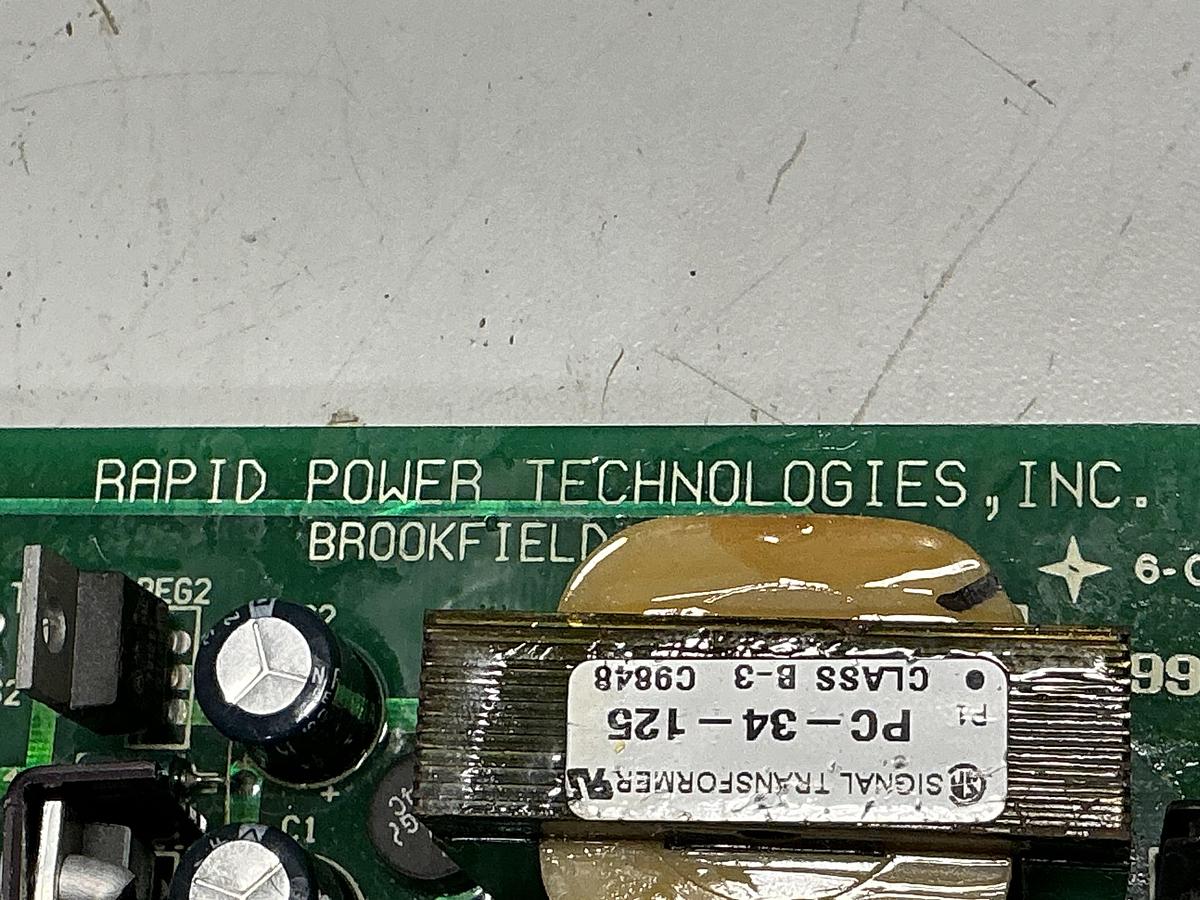 RAPID POWER TECHNOLOGIES, INC.
BROOKFIELD
REG2
C1
SIGNAL TRANSFORMER
P1
PC-34-125
CLASS B-3 C9848